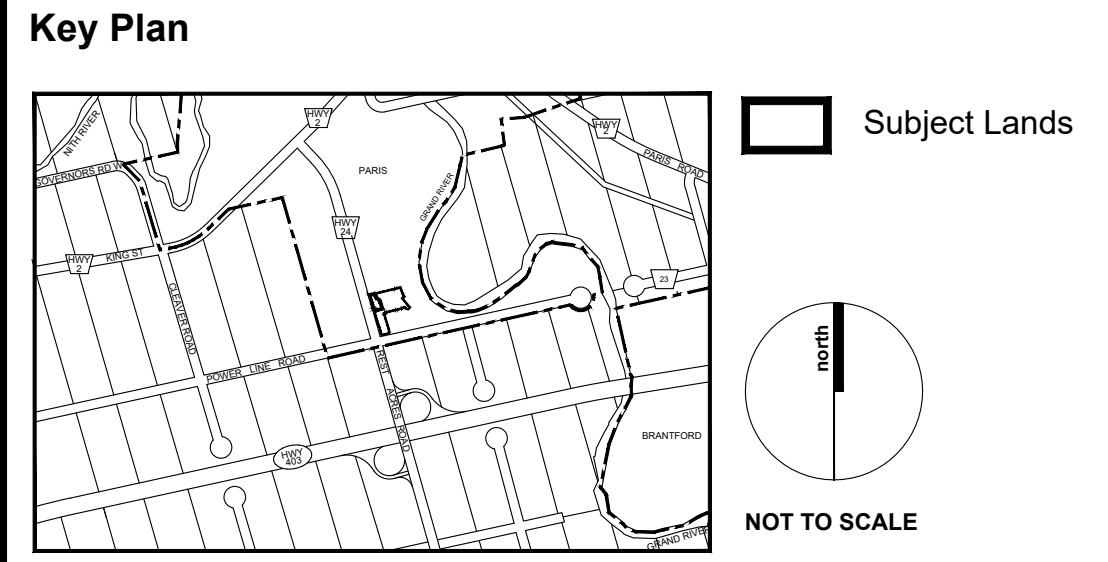 Key Plan
NITH RIVER
GOVERNORS RD W
HWY
2
HWY
2
KING ST
CLEAVER ROAD
HWY
2
PARIS
HWY
24
GRAND RIVER
PARIS ROAD
23
POWER LINE ROAD
REST ACRES ROAD
HWY
403
BRANTFORD
GRAND RIVER
Subject Lands
north
NOT TO SCALE